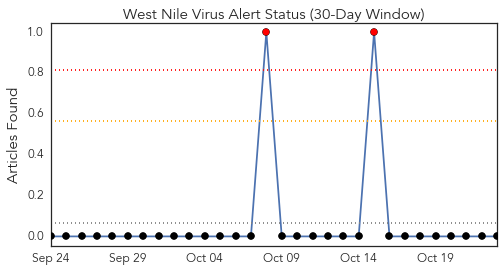 West Nile Virus Alert Status (30-Day Window)
Articles Found
1.0
0.8
0.6
0.4
0.2
0.0
Sep 24 Sep 29 Oct 04 Oct 09 Oct 14 Oct 19